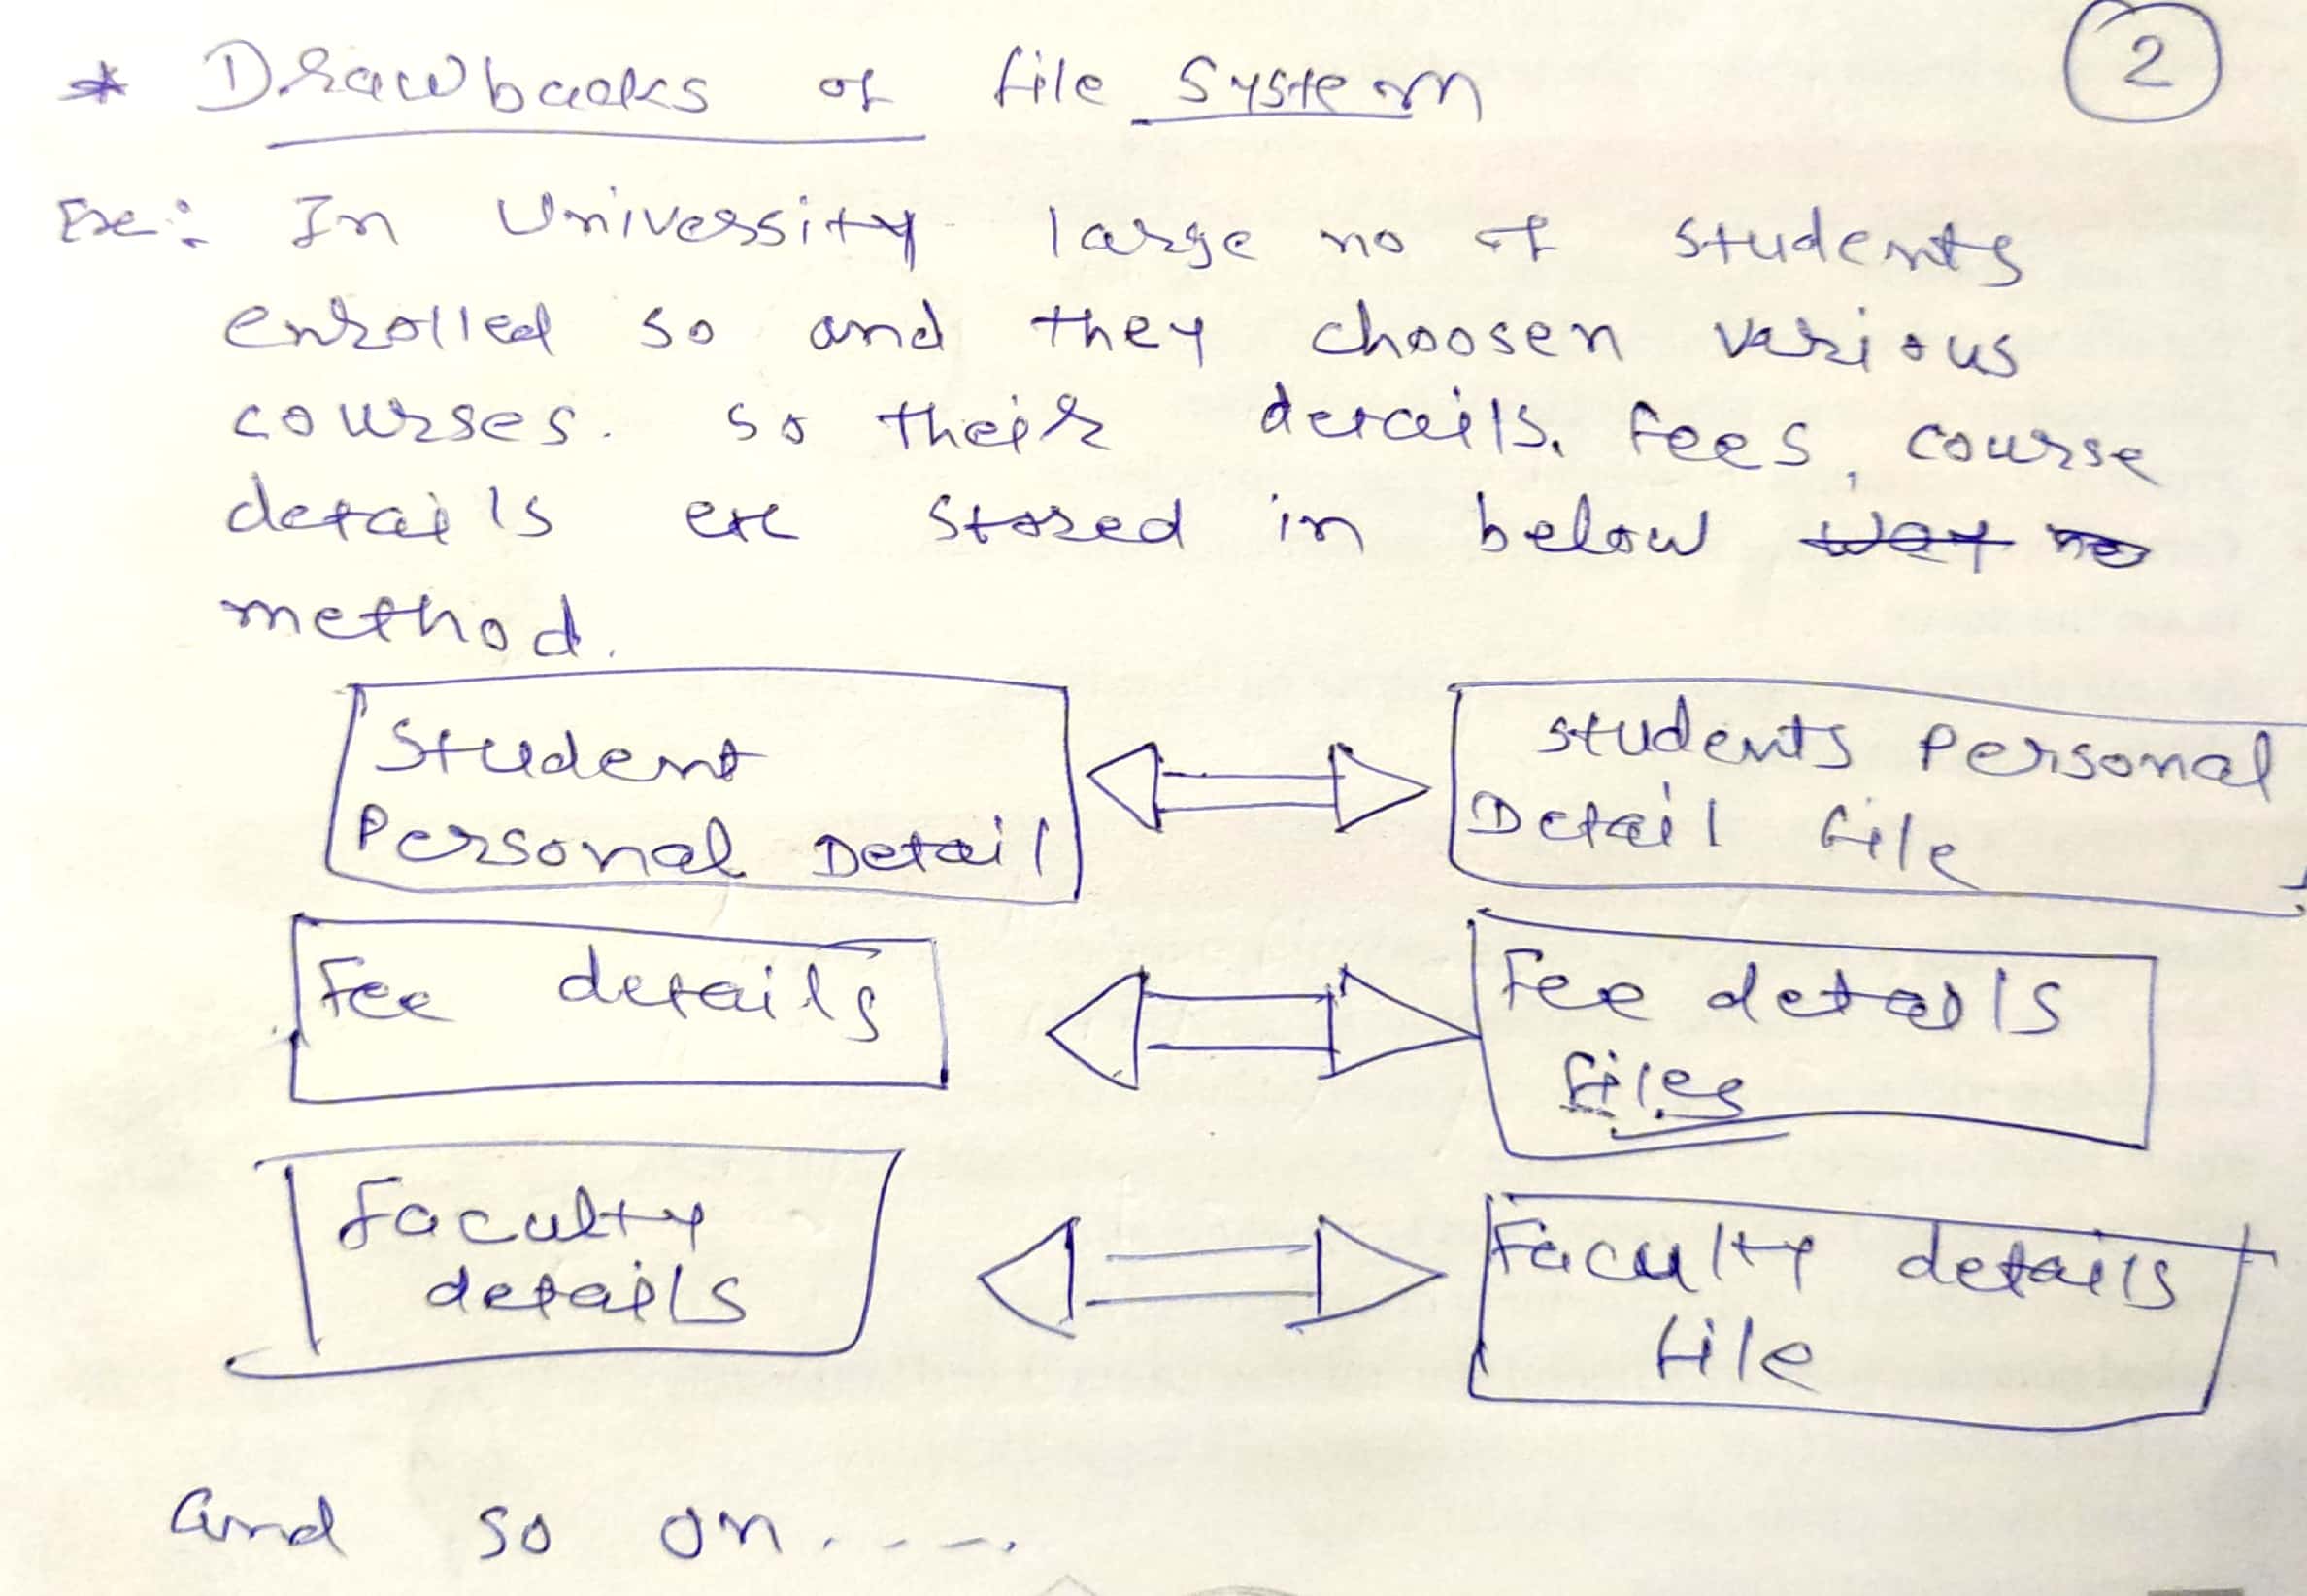 * Drawbacks of file System
2
Ex:- In University large no of students
enrolled so and they choosen various
courses. so their details, fees, course
details etc stored in below way me
method.
Student
Personal Detail
students Personal
Detail file
Fee details
Fee details
files
Faculty
details
Faculty details
file
and so on.....